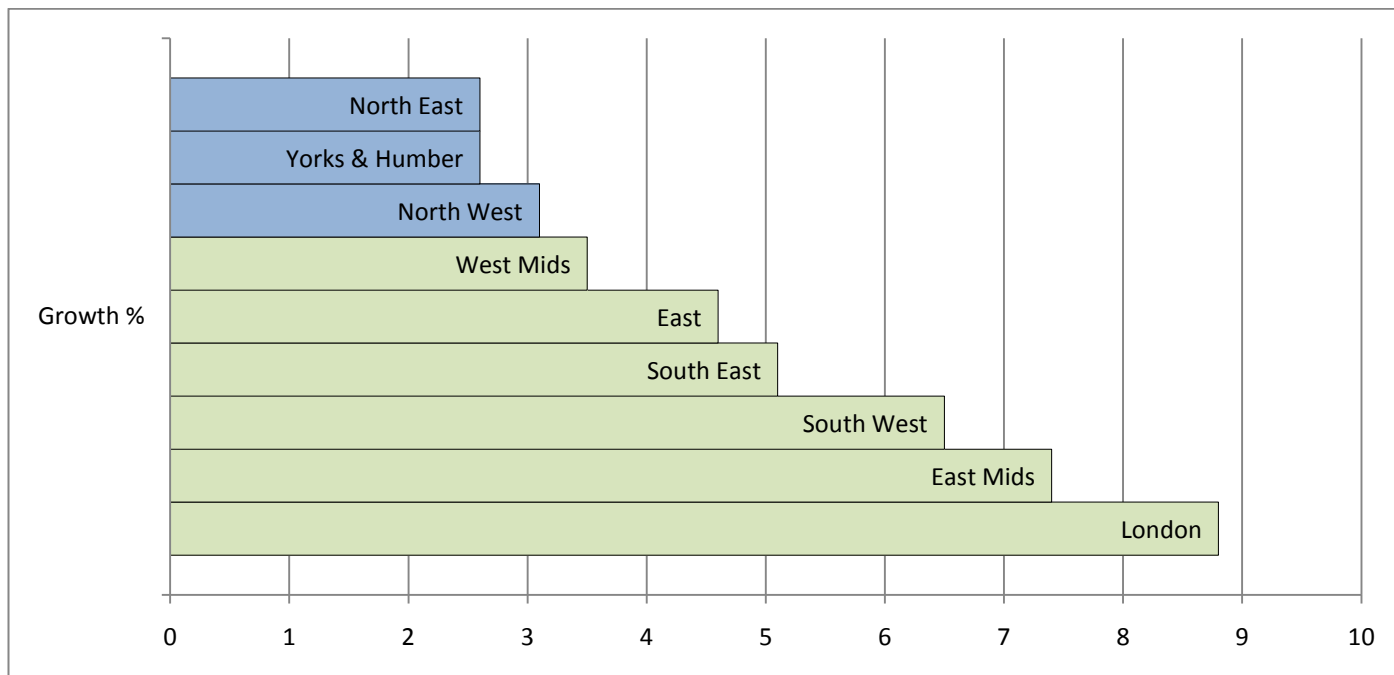 North East
Yorks & Humber
North West
West Mids
Growth %
East
South East
South West
East Mids
London
0 1 2 3 4 5 6 7 8 9 10